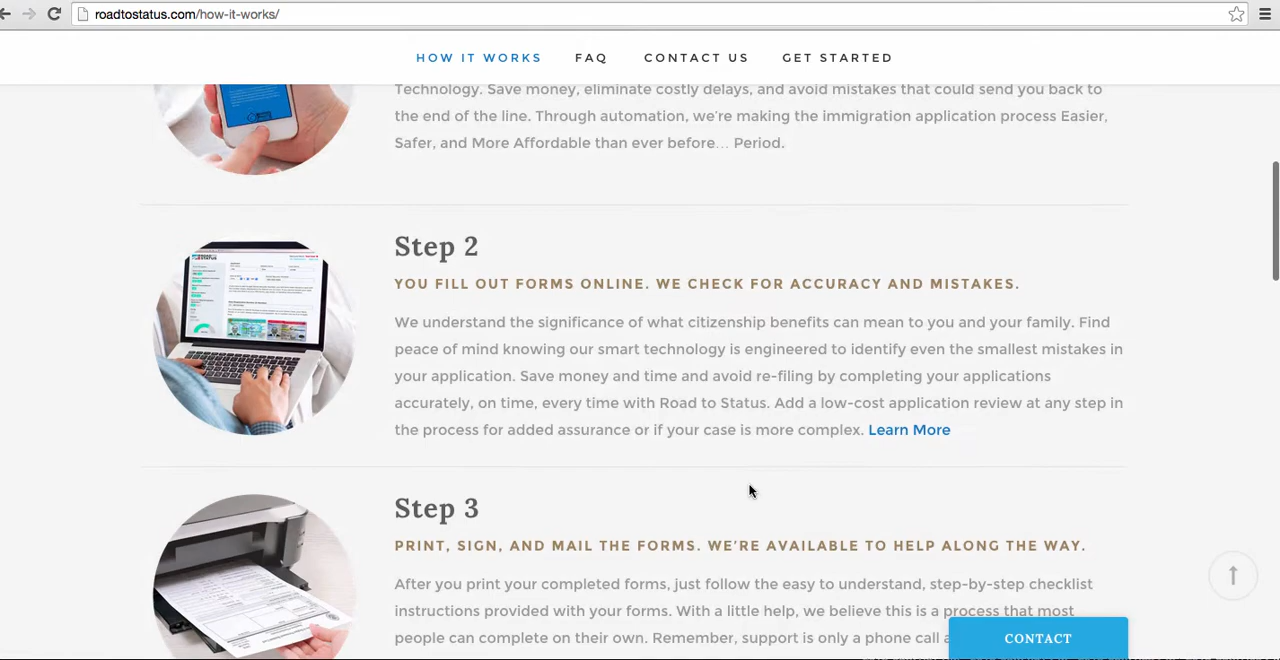 roadtostatus.com/how-it-works/
HOW IT WORKS FAQ CONTACT US GET STARTED
Technology. Save money, eliminate costly delays, and avoid mistakes that could send you back to
the end of the line. Through automation, we're making the immigration application process Easier,
Safer, and More Affordable than ever before... Period.
Step 2
YOU FILL OUT FORMS ONLINE. WE CHECK FOR ACCURACY AND MISTAKES.
We understand the significance of what citizenship benefits can mean to you and your family. Find
peace of mind knowing our smart technology is engineered to identify even the smallest mistakes in
your application. Save money and time and avoid re-filing by completing your applications
accurately, on time, every time with Road to Status. Add a low-cost application review at any step in
the process for added assurance or if your case is more complex. Learn More
Step 3
PRINT, SIGN, AND MAIL THE FORMS. WE'RE AVAILABLE TO HELP ALONG THE WAY.
After you print your completed forms, just follow the easy to understand, step-by-step checklist
instructions provided with your forms. With a little help, we believe this is a process that most
people can complete on their own. Remember, support is only a phone call a
CONTACT